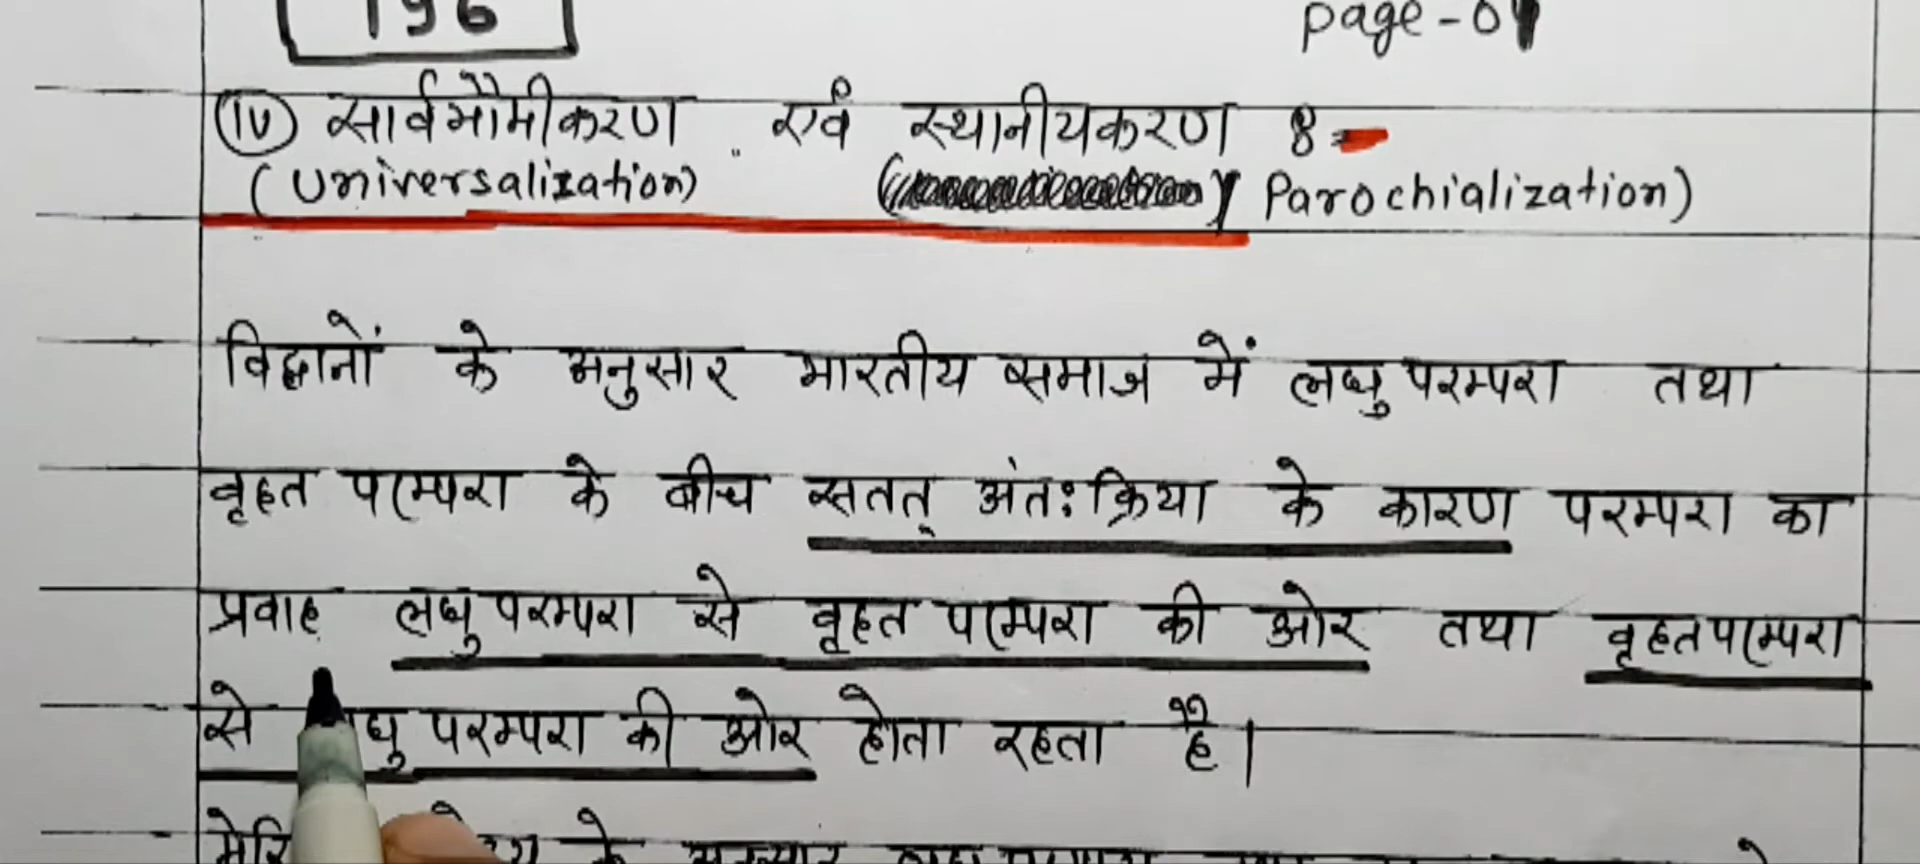 196
page-01
(iv) सार्वभौमीकरण एवं स्थानीयकरण :-
(Universalization) ( Parochialization)
विद्वानों के अनुसार भारतीय समाज में लघु परम्परा तथा
वृहत परम्परा के बीच सतत् अंत:क्रिया के कारण परम्परा का
प्रवाह लघु परम्परा से वृहत परम्परा की ओर तथा वृहत परम्परा
से परम्परा की ओर होता रहता है।
के अनुसार